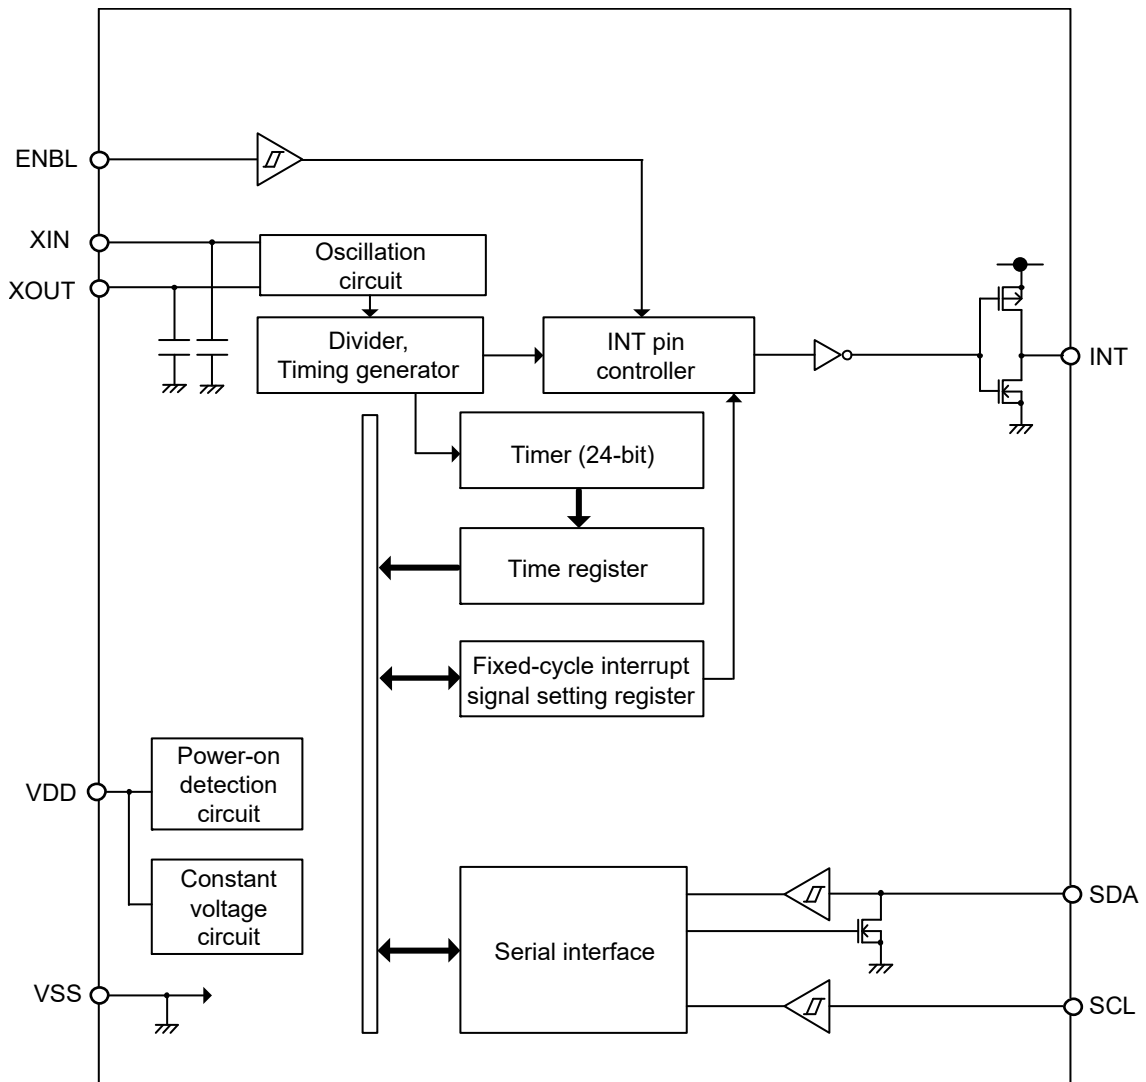 ENBL
XIN
XOUT
Oscillation
circuit
Divider,
Timing generator
INT pin
controller
INT
Timer (24-bit)
Time register
Fixed-cycle interrupt
signal setting register
Power-on
detection
circuit
VDD
Constant
voltage
circuit
VSS
Serial interface
SDA
SCL